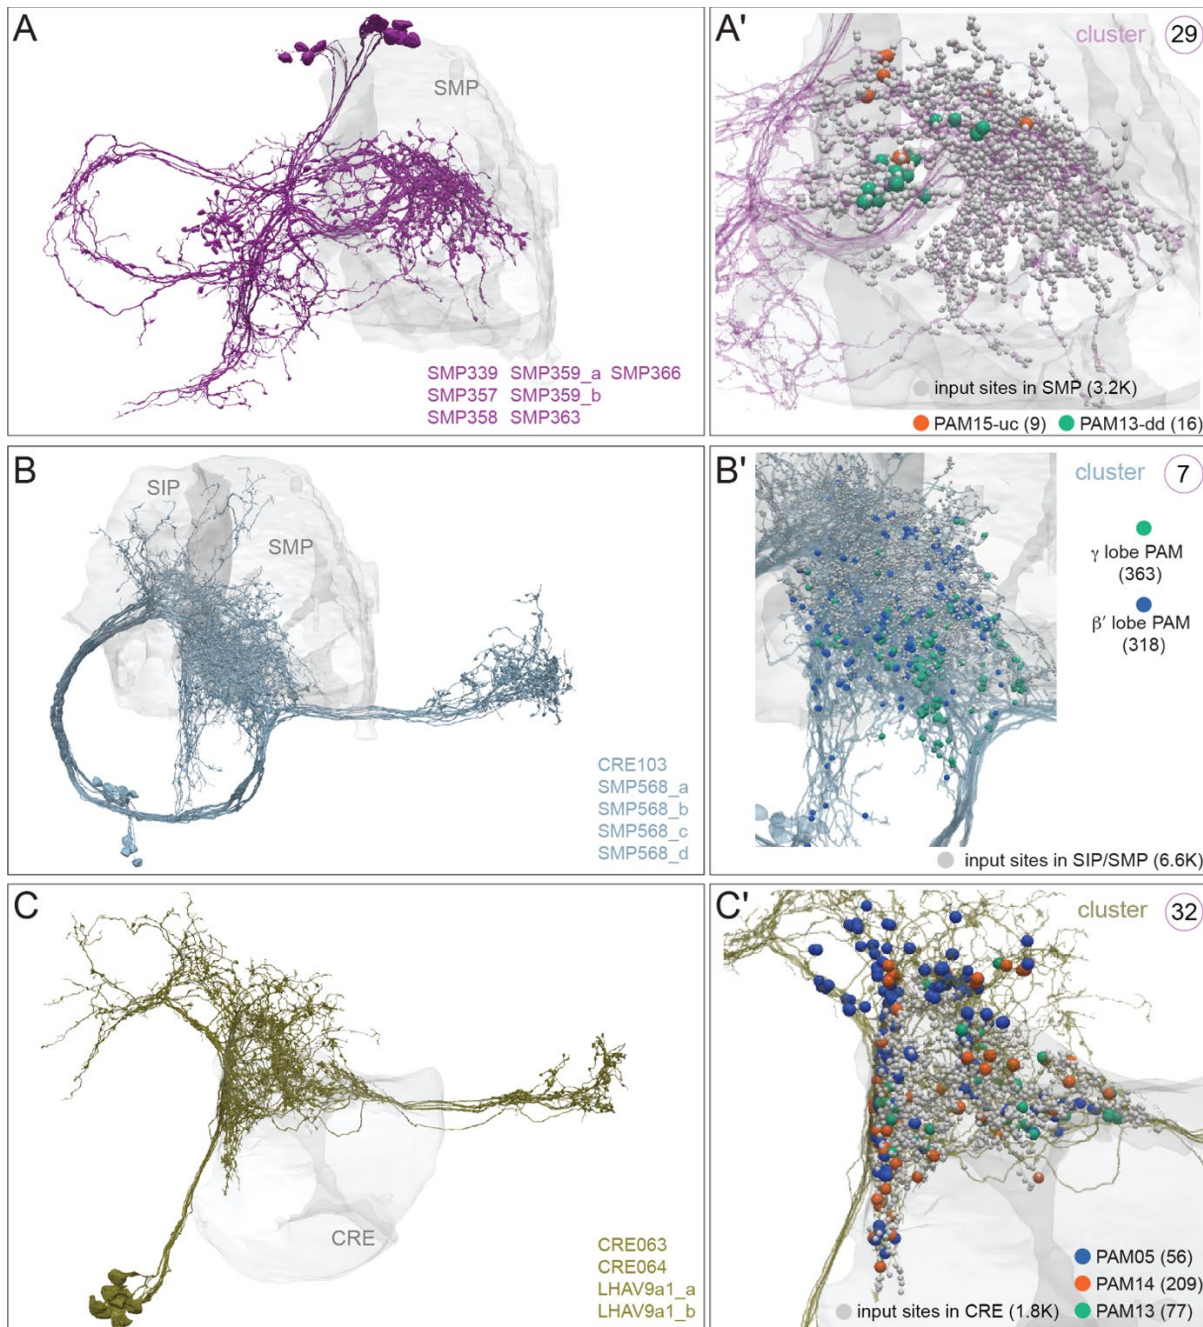 A
SMP
SMP339 SMP359_a SMP366
SMP357 SMP359_b
SMP358 SMP363
A'
cluster 29
input sites in SMP (3.2K)
PAM15-uc (9) PAM13-dd (16)
B
SIP
SMP
CRE103
SMP568_a
SMP568_b
SMP568_c
SMP568_d
B'
cluster 7
γ lobe PAM
(363)
β′ lobe PAM
(318)
input sites in SIP/SMP (6.6K)
C
CRE
CRE063
CRE064
LHAV9a1_a
LHAV9a1_b
C'
cluster 32
PAM05 (56)
PAM14 (209)
input sites in CRE (1.8K) PAM13 (77)